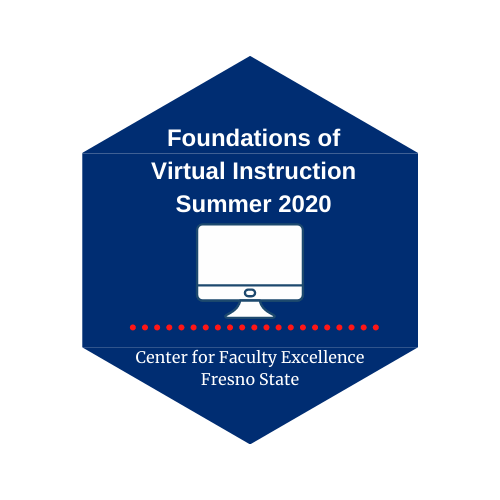 Foundations of
Virtual Instruction
Summer 2020
Center for Faculty Excellence
Fresno State